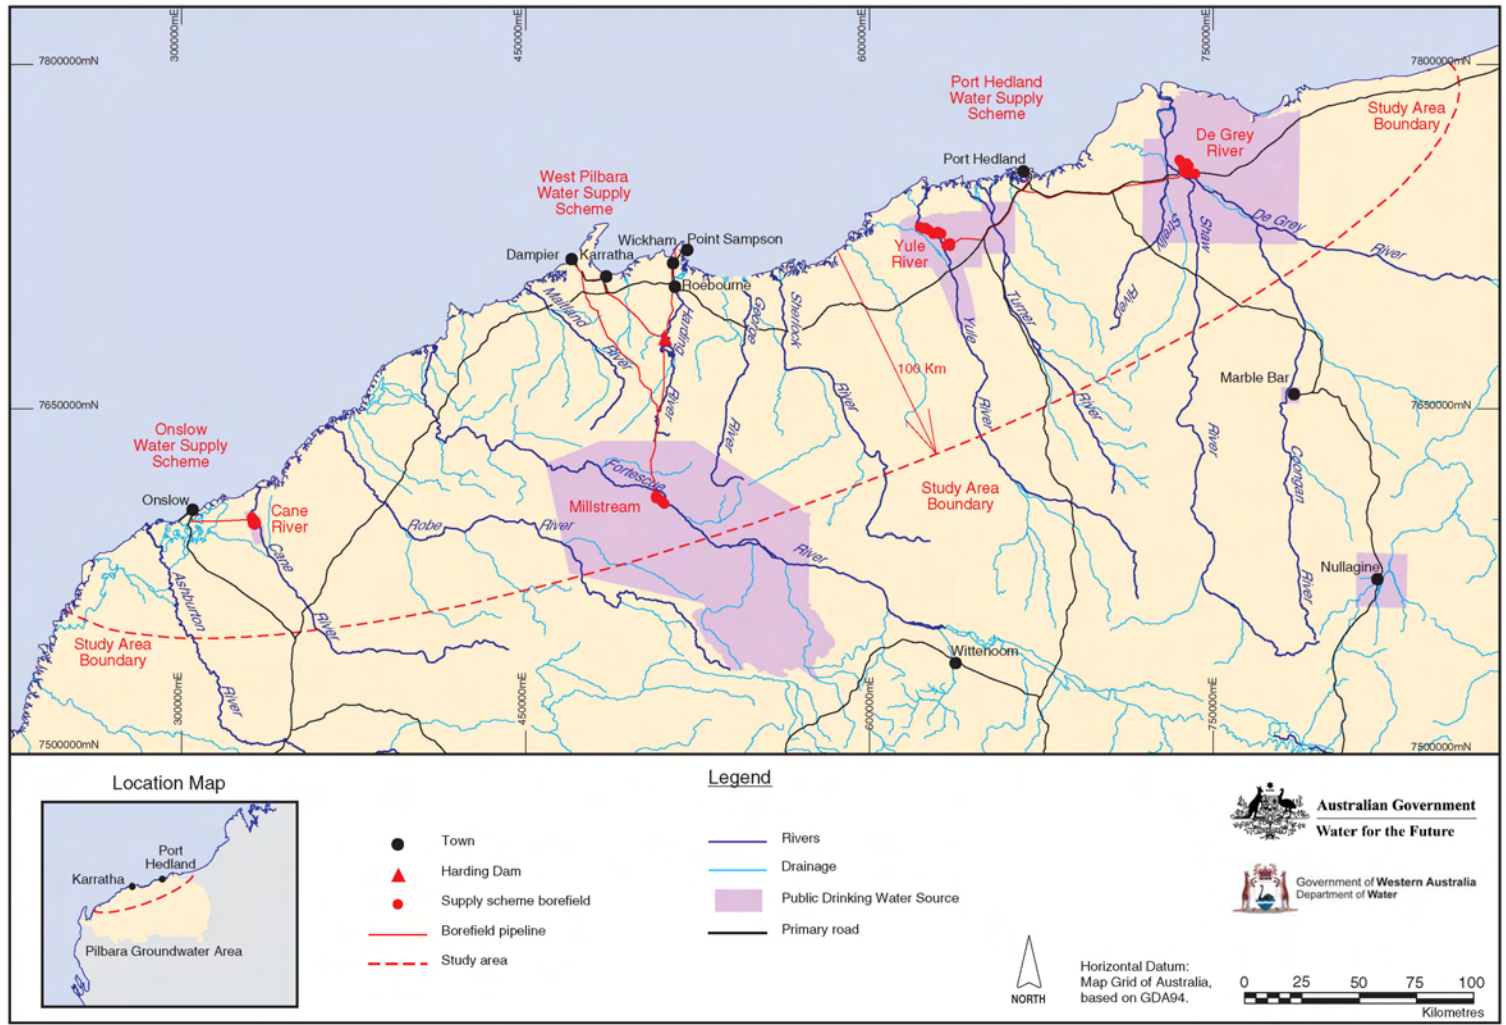 300000mE
450000mE
600000mE
750000mE
7800000mN
7800000mN
Port Hedland
Water Supply
Scheme
Study Area
Boundary
De Grey
River
Port Hedland
West Pilbara
Water Supply
Scheme
De Grey
River
Strelley
Shaw
Wickham
Point Sampson
Dampier
Karratha
Yule
River
Roebourne
Maitland
River
Harding
River
George
River
Sherlock
River
Yule
River
Turner
River
River
100 Km
Marble Bar
7650000mN
7650000mN
Onslow
Water Supply
Scheme
River
Coongan
River
Fortescue
River
Millstream
Study Area
Boundary
Onslow
Cane
River
Robe
River
Cane
River
Nullagine
Ashburton
River
Study Area
Boundary
Wittenoom
300000mE
450000mE
600000mE
750000mE
7500000mN
7500000mN
Location Map
Port
Hedland
Karratha
Pilbara Groundwater Area
Legend
Town
Harding Dam
Supply scheme borefield
Borefield pipeline
Study area
Rivers
Drainage
Public Drinking Water Source
Primary road
NORTH
Horizontal Datum:
Map Grid of Australia,
based on GDA94.
Australian Government
Water for the Future
Government of Western Australia
Department of Water
0 25 50 75 100
Kilometres